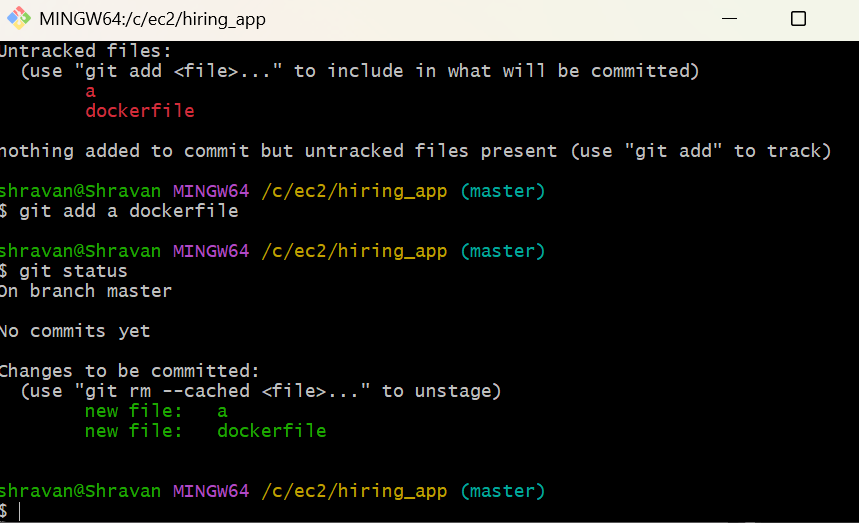 MINGW64:/c/ec2/hiring_app
Untracked files:
  (use "git add <file>..." to include in what will be committed)
        a
        dockerfile
nothing added to commit but untracked files present (use "git add" to track)
shravan@Shravan MINGW64 /c/ec2/hiring_app (master)
$ git add a dockerfile
shravan@Shravan MINGW64 /c/ec2/hiring_app (master)
$ git status
On branch master
No commits yet
Changes to be committed:
  (use "git rm --cached <file>..." to unstage)
        new file:   a
        new file:   dockerfile
shravan@Shravan MINGW64 /c/ec2/hiring_app (master)
$